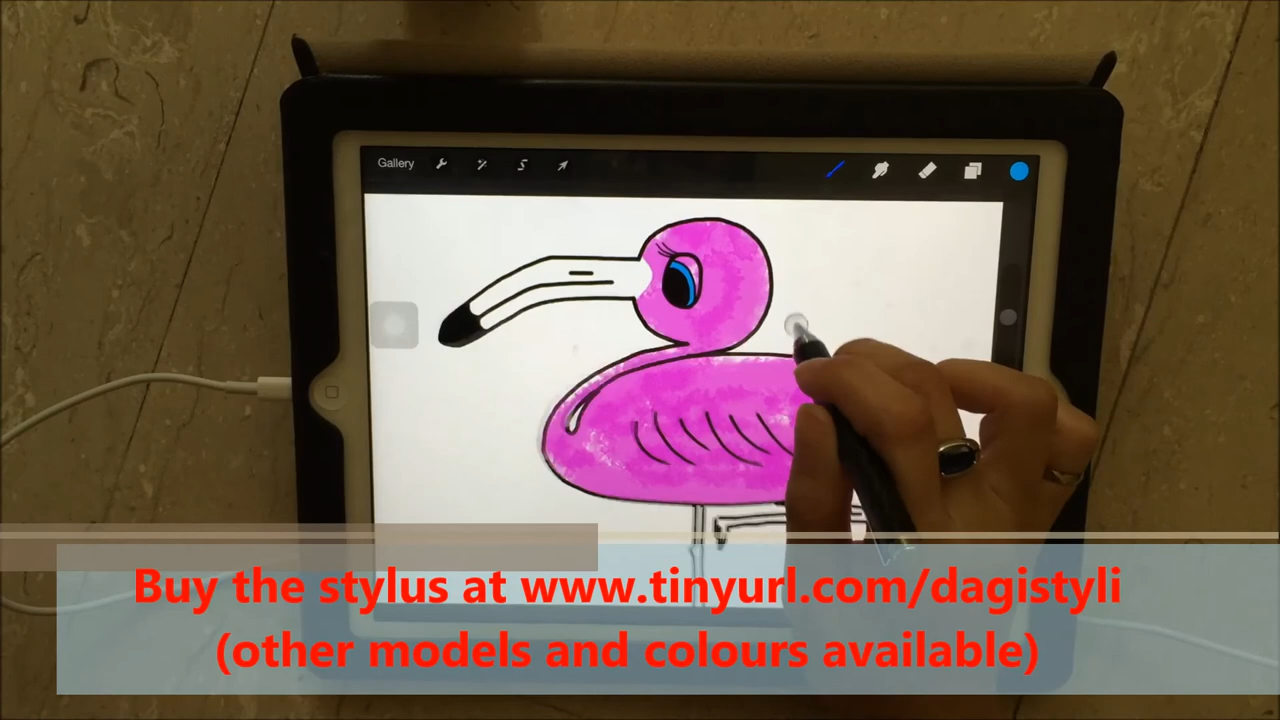 Gallery
Buy the stylus at www.tinyurl.com/dagistyli
(other models and colours available)